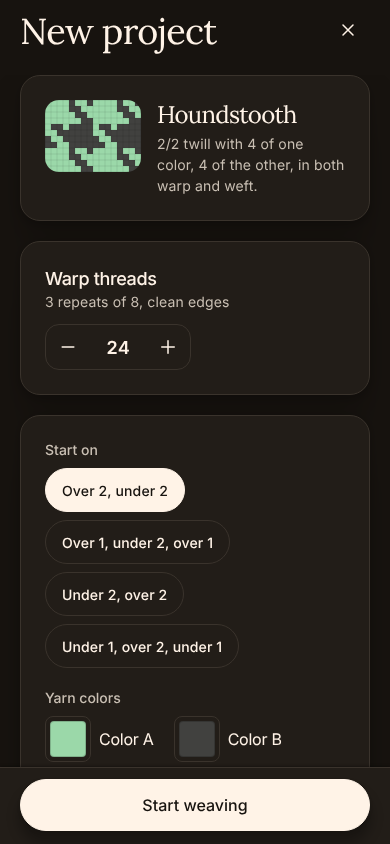 New project
Houndstooth
2/2 twill with 4 of one
color, 4 of the other, in both
warp and weft.
Warp threads
3 repeats of 8, clean edges
24
Start on
Over 2, under 2
Over 1, under 2, over 1
Under 2, over 2
Under 1, over 2, under 1
Yarn colors
Color A
Color B
Start weaving